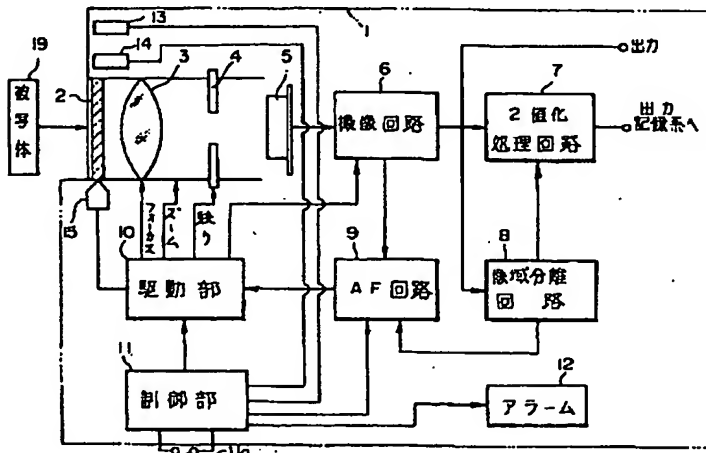 13
1
14
出力
19
2
3
4
5
6
7
被写体
撮像回路
2値化
処理回路
出力
記録系へ
15
フォーカス
ズーム
絞り
10
9
8
駆動部
AF回路
像域分離
回路
11
制御部
12
アラーム